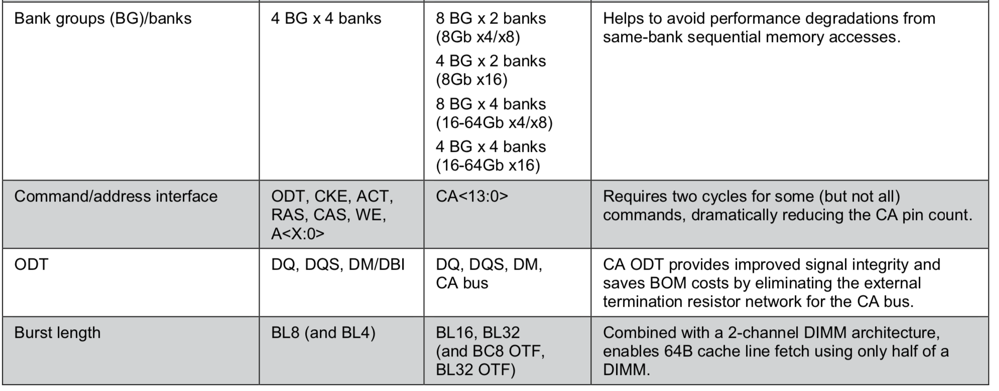 Bank groups (BG)/banks
4 BG x 4 banks
8 BG x 2 banks
(8Gb x4/x8)
4 BG x 2 banks
(8Gb x16)
8 BG x 4 banks
(16-64Gb x4/x8)
4 BG x 4 banks
(16-64Gb x16)
Helps to avoid performance degradations from
same-bank sequential memory accesses.
Command/address interface
ODT, CKE, ACT,
RAS, CAS, WE,
A<X:0>
CA<13:0>
Requires two cycles for some (but not all)
commands, dramatically reducing the CA pin count.
ODT
DQ, DQS, DM/DBI
DQ, DQS, DM,
CA bus
CA ODT provides improved signal integrity and
saves BOM costs by eliminating the external
termination resistor network for the CA bus.
Burst length
BL8 (and BL4)
BL16, BL32
(and BC8 OTF,
BL32 OTF)
Combined with a 2-channel DIMM architecture,
enables 64B cache line fetch using only half of a
DIMM.